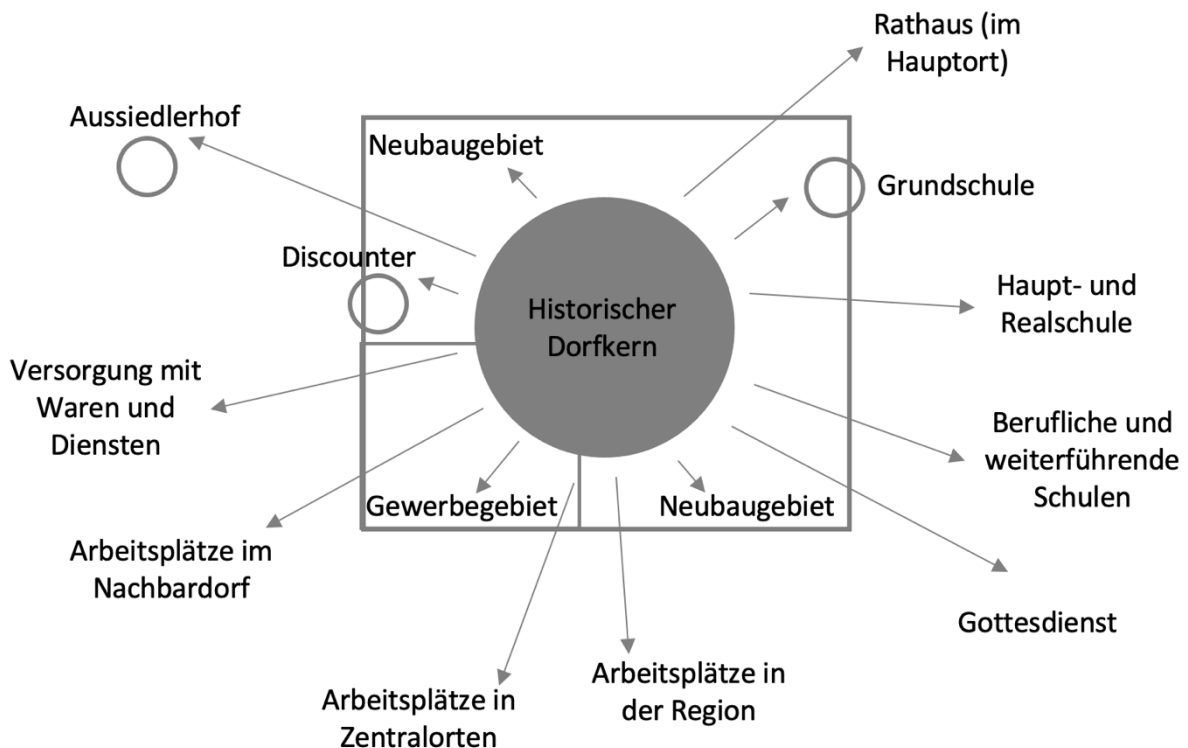 Rathaus (im
Hauptort)
Aussiedlerhof
Neubaugebiet
Grundschule
Discounter
Historischer
Dorfkern
Haupt- und
Realschule
Versorgung mit
Waren und
Diensten
Berufliche und
weiterführende
Schulen
Gewerbegebiet
Neubaugebiet
Arbeitsplätze im
Nachbardorf
Gottesdienst
Arbeitsplätze in
der Region
Arbeitsplätze in
Zentralorten